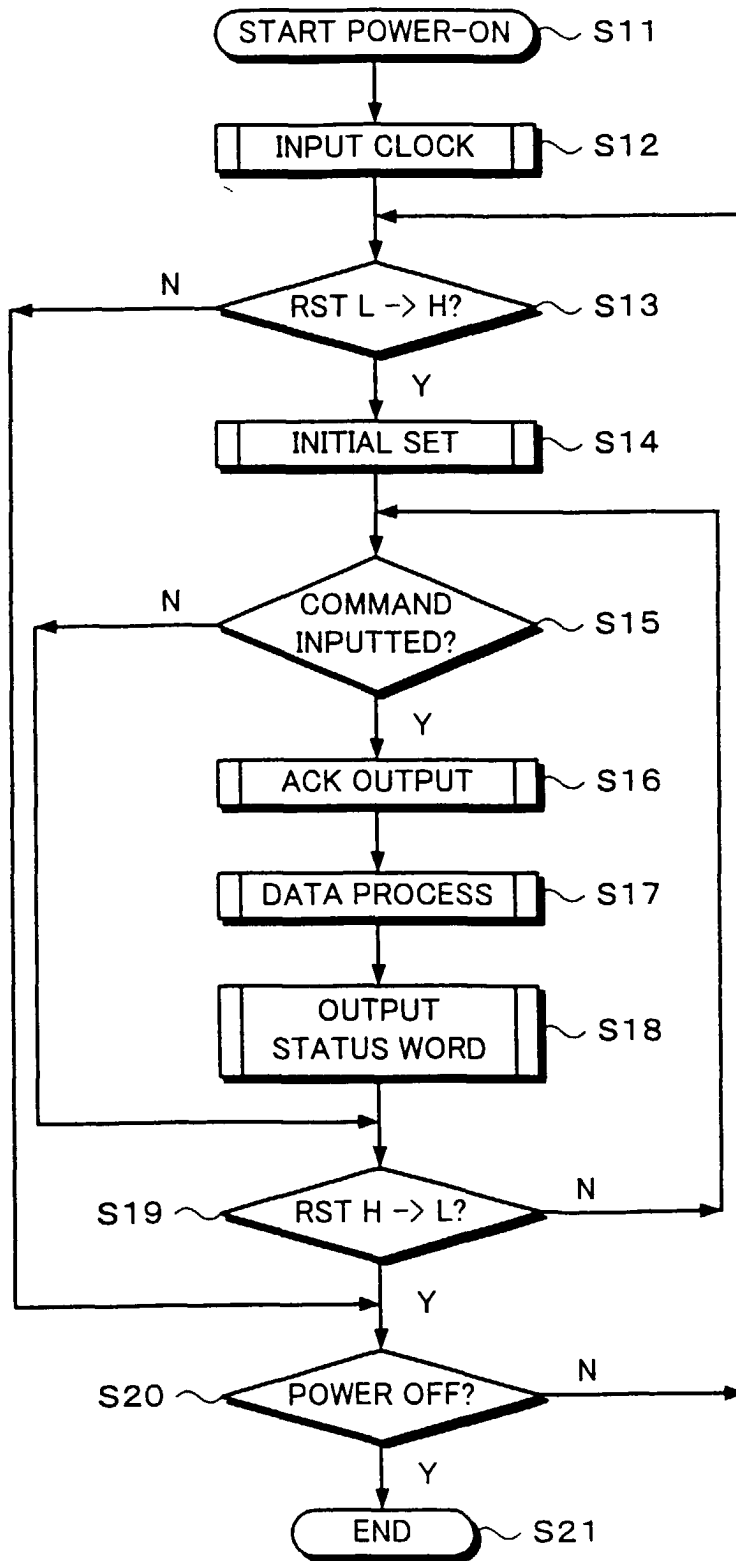 START POWER-ON S11
INPUT CLOCK S12
N
RST L -> H? S13
Y
INITIAL SET S14
N
COMMAND
INPUTTED? S15
Y
ACK OUTPUT S16
DATA PROCESS S17
OUTPUT
STATUS WORD S18
S19 RST H -> L? N
Y
S20 POWER OFF? N
Y
END S21